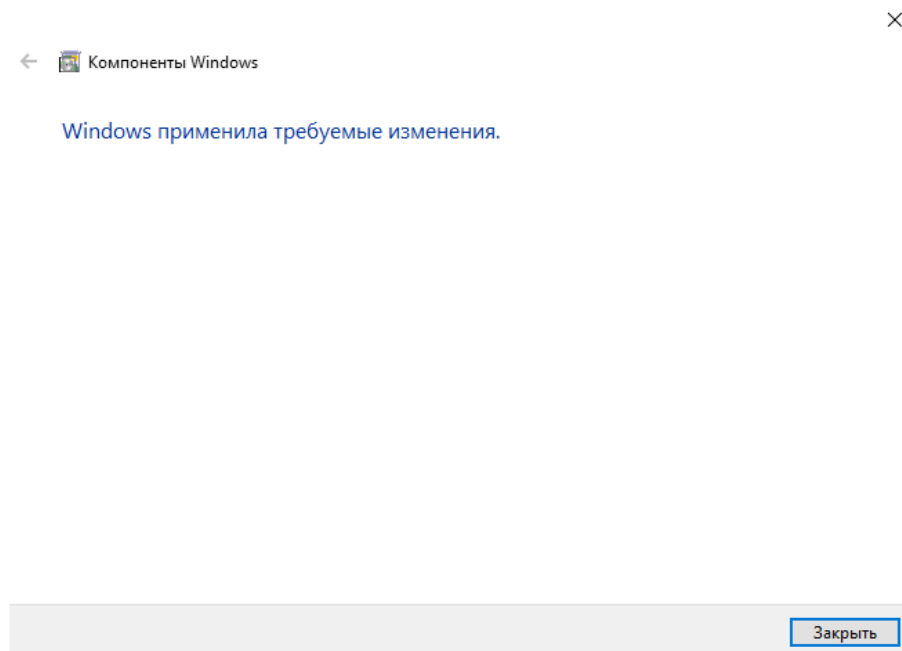 Компоненты Windows
Windows применила требуемые изменения.
Закрыть